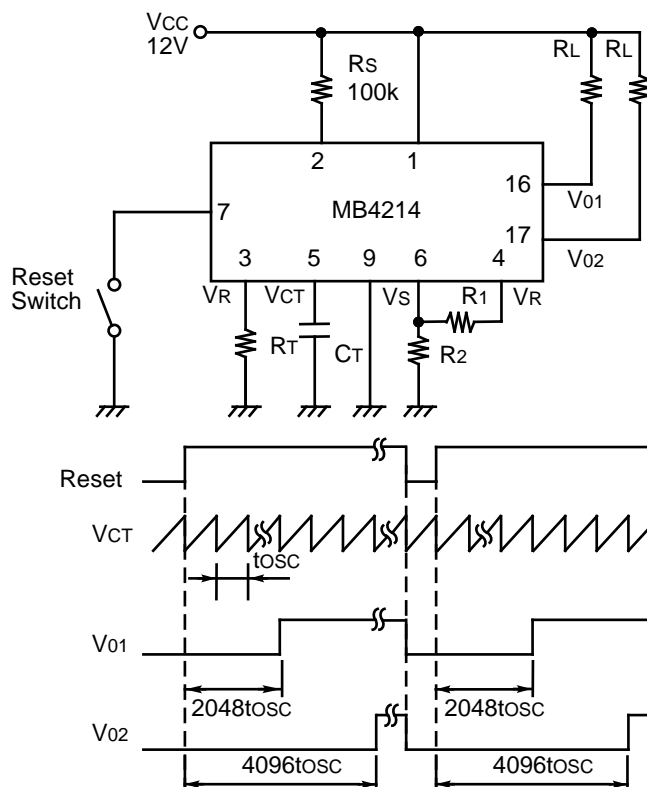 VCC
12V
RS
100k
RL RL
2 1
16
V01
7
MB4214
17
V02
3 5 9 6 4
Reset
Switch
VR VCT VS R1 VR
RT CT R2
Reset
VCT
tOSC
V01
2048tOSC 2048tOSC
V02
4096tOSC 4096tOSC